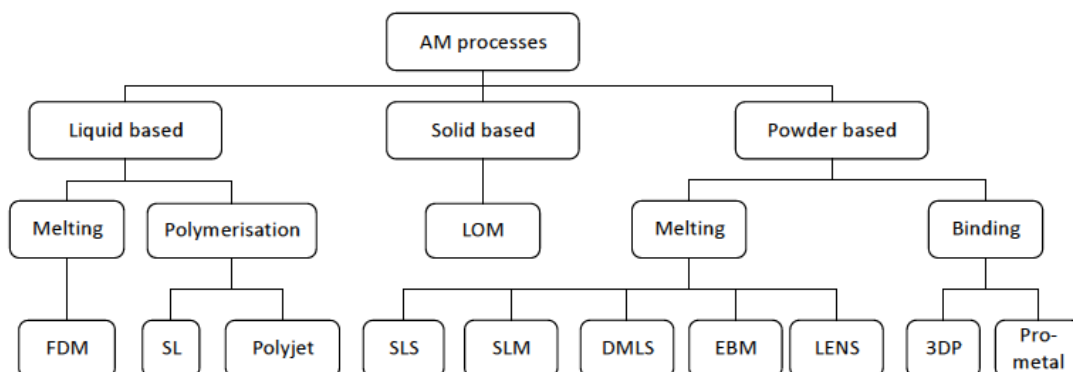 AM processes
Liquid based
Solid based
Powder based
Melting
Polymerisation
LOM
Melting
Binding
FDM
SL
Polyjet
SLS
SLM
DMLS
EBM
LENS
3DP
Pro-
metal